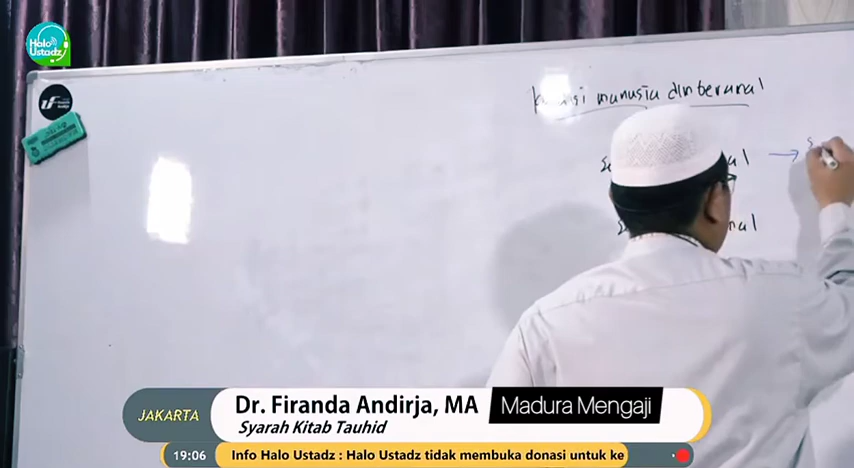 Halo
Ustadz
manusia dlm beramal
JAKARTA
Dr. Firanda Andirja, MA
Madura Mengaji
Syarah Kitab Tauhid
19:06
Info Halo Ustadz : Halo Ustadz tidak membuka donasi untuk ke